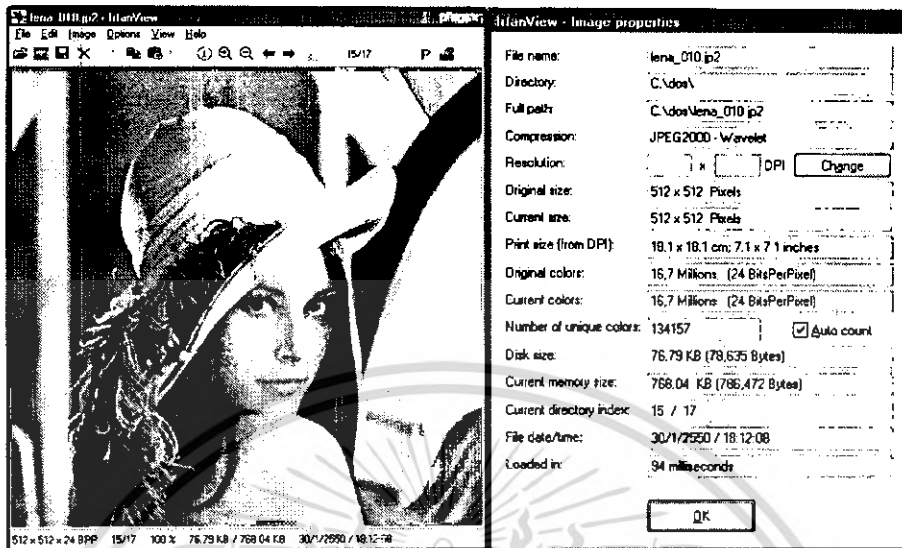 lena_010.jp2 - IrfanView
File Edit Image Options View Help
15/17
512 x 512 x 24 BPP 15/17 100 % 76.79 KB / 768.04 KB 30/1/2550 / 18:12:08
IrfanView - Image properties
File name: lena_010.jp2
Directory: C:\dos\
Full path: C:\dos\lena_010.jp2
Compression: JPEG2000 - Wavelet
Resolution: x DPI Change
Original size: 512 x 512 Pixels
Current size: 512 x 512 Pixels
Print size (from DPI): 18.1 x 18.1 cm; 7.1 x 7.1 inches
Original colors: 16,7 Millions (24 BitsPerPixel)
Current colors: 16,7 Millions (24 BitsPerPixel)
Number of unique colors: 134157 Auto count
Disk size: 76.79 KB (78,635 Bytes)
Current memory size: 768.04 KB (786,472 Bytes)
Current directory index: 15 / 17
File date/time: 30/1/2550 / 18:12:08
Loaded in: 94 milliseconds
OK